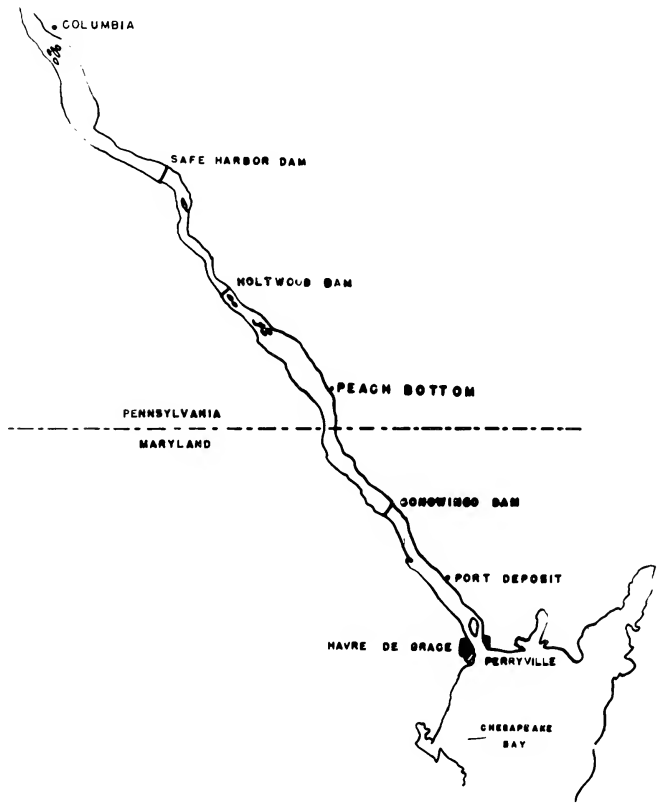 COLUMBIA
SAFE HARBOR DAM
HOLTWOOD DAM
PEACH BOTTOM
PENNSYLVANIA
MARYLAND
CONOWINGO DAM
PORT DEPOSIT
HAVRE DE GRACE
PERRYVILLE
CHESAPEAKE
BAY